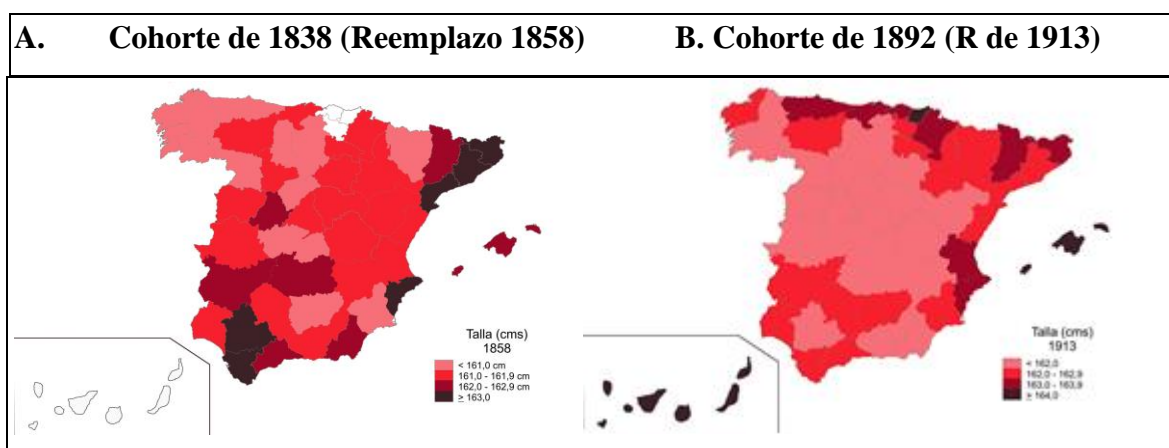 A. Cohorte de 1838 (Reemplazo 1858)
B. Cohorte de 1892 (R de 1913)
Talla (cms)
1858
< 161,0 cm
161,0 - 161,9 cm
162,0 - 162,9 cm
≥ 163,0
Talla (cms)
1913
< 162,0
162,0 - 162,9
163,0 - 163,9
≥ 164,0